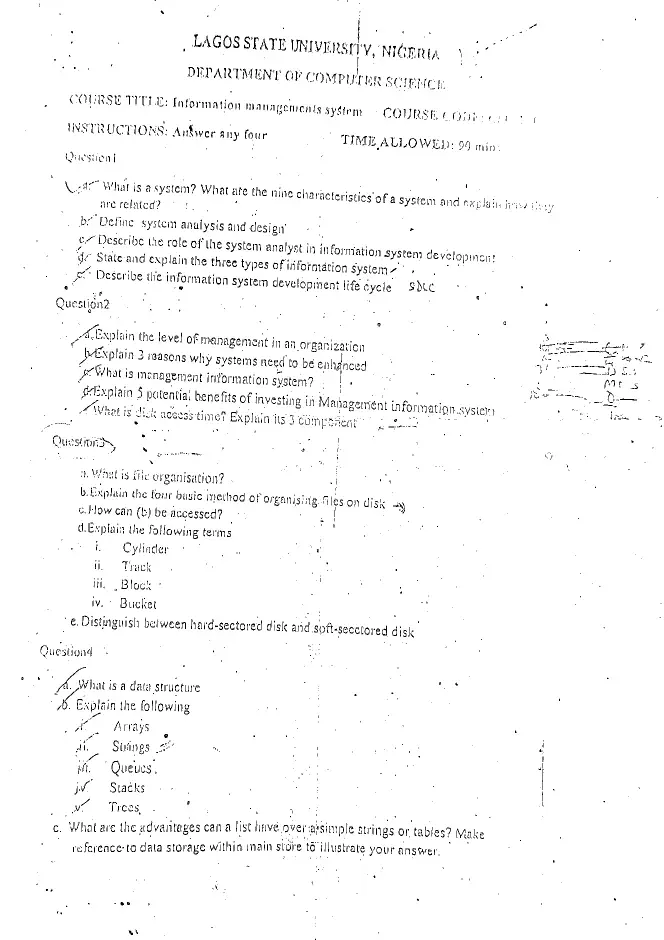 LAGOS STATE UNIVERSITY, NIGERIA
DEPARTMENT OF COMPUTER SCIENCE
COURSE TITLE: Information managements system COURSE CODE:
INSTRUCTIONS: Answer any four TIME ALLOWED: 90 min
Question1
a. What is a system? What are the nine characteristics of a system and explain how they
are related?
b. Define system analysis and design
c. Describe the role of the system analyst in information system development
d. State and explain the three types of information system
e. Describe the information system development life cycle SDLC
Question2
a. Explain the level of management in an organization
b. Explain 3 reasons why systems need to be enhanced
c. What is management information system?
d. Explain 5 potential benefits of investing in Management information system
What is disk access time? Explain its 3 component
Question3
a. What is file organisation?
b. Explain the four basic method of organising files on disk
c. How can (b) be accessed?
d. Explain the following terms
i. Cylinder
ii. Track
iii. Block
iv. Bucket
e. Distinguish between hard-sectored disk and soft-secctored disk
Question4
a. What is a data structure
b. Explain the following
i. Arrays
ii. Strings
iii. Queues
iv. Stacks
v. Trees
c. What are the advantages can a list have over a simple strings or tables? Make
reference to data storage within main store to illustrate your answer.